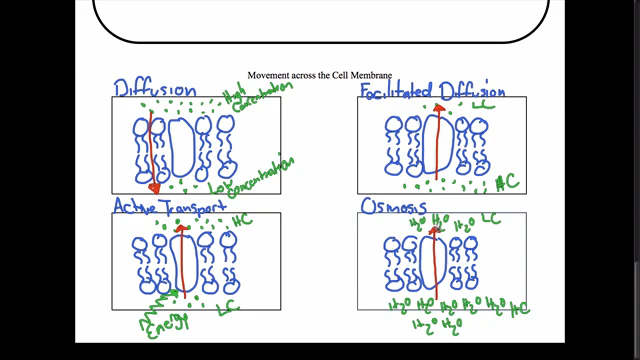 Movement across the Cell Membrane
Diffusion
High
Concentration
Low Concentration
Facilitated Diffusion
LC
HC
Active Transport
HC
LC
Energy
Osmosis
H2O H2O H2O LC
H2O H2O H2O H2O H2O HC
H2O H2O